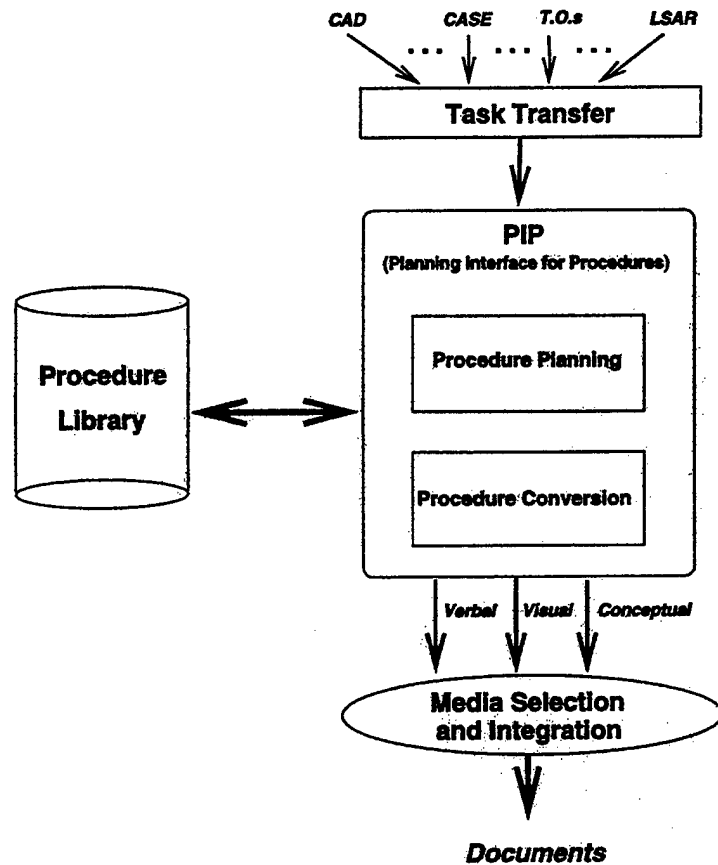 CAD CASE T.O.s LSAR
... ... ...
Task Transfer
PIP
(Planning Interface for Procedures)
Procedure Planning
Procedure
Library
Procedure Conversion
Verbal Visual Conceptual
Media Selection
and Integration
Documents